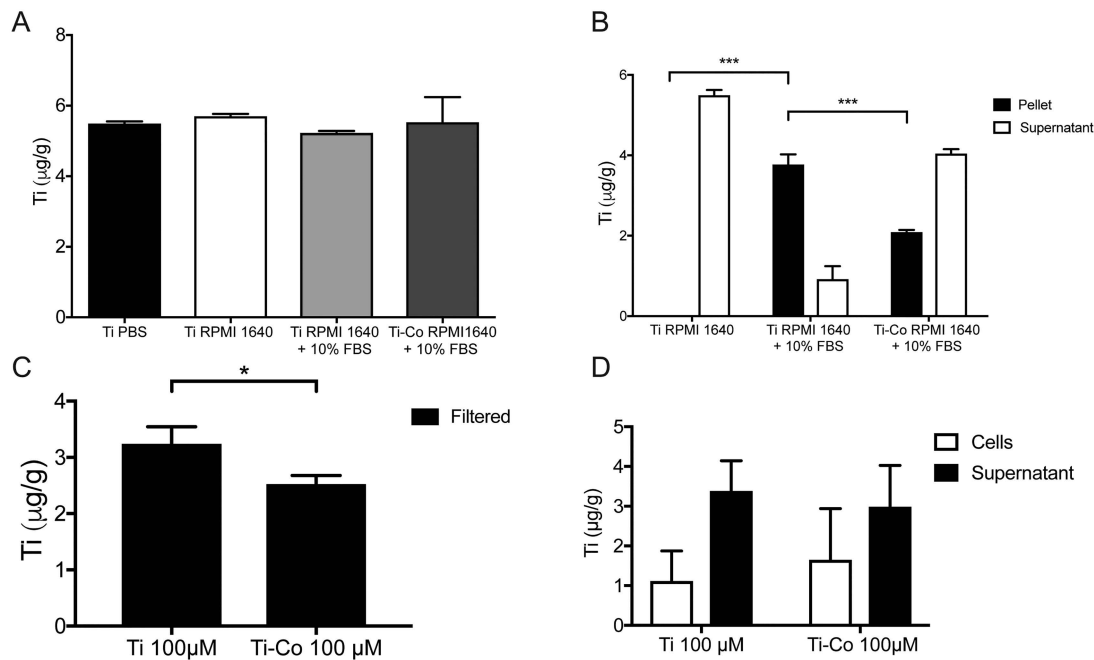 A
8
6
4
2
0
Ti (μg/g)
Ti PBS
Ti RPMI 1640
Ti RPMI 1640
+ 10% FBS
Ti-Co RPMI1640
+ 10% FBS
B
***
***
6
4
2
0
Ti (μg/g)
Pellet
Supernatant
Ti RPMI 1640
Ti RPMI 1640
+ 10% FBS
Ti-Co RPMI 1640
+ 10% FBS
C
*
4
3
2
1
0
Ti (μg/g)
Filtered
Ti 100μM
Ti-Co 100 μM
D
5
4
3
2
1
0
Ti (μg/g)
Cells
Supernatant
Ti 100 μM
Ti-Co 100μM